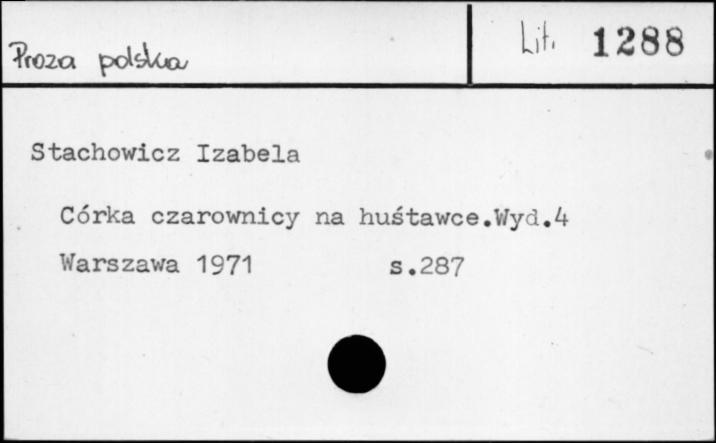 Proza polska
Lit. 1288
Stachowicz Izabela
Córka czarownicy na huśtawce.Wyd.4
Warszawa 1971 s.287